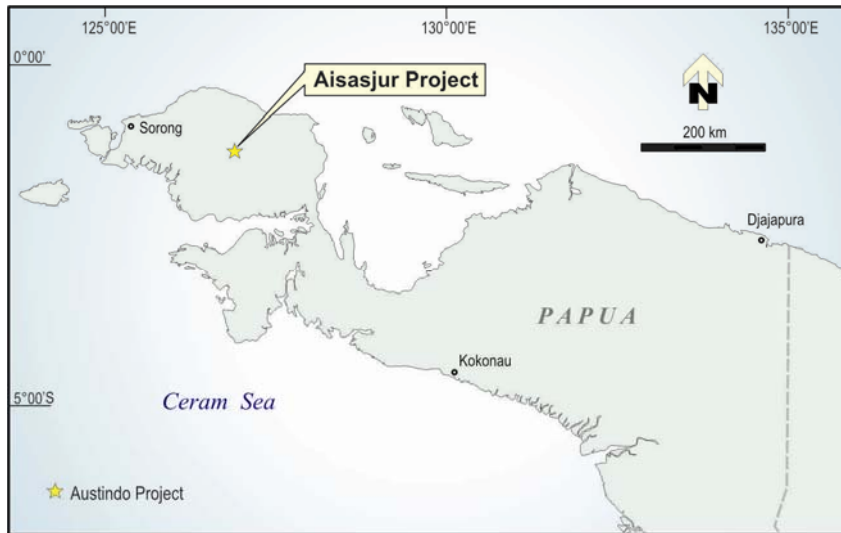 125°00'E
130°00'E
135°00'E
0°00'
Aisasjur Project
N
200 km
Sorong
Djajapura
PAPUA
Kokonau
5°00'S
Ceram Sea
Austindo Project